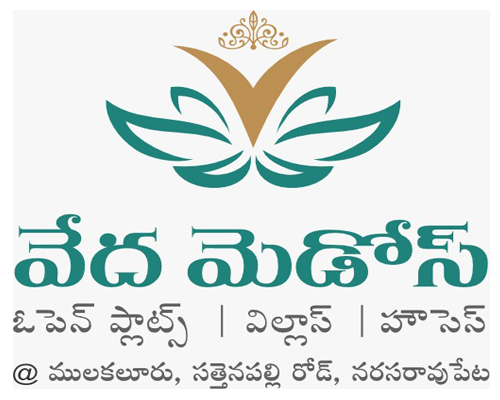 వేద మెడోస్
ఓపెన్ ప్లాట్స్ | విల్లాస్ | హౌసెస్
@ ములకలూరు, సత్తెనపల్లి రోడ్, నరసరావుపేట